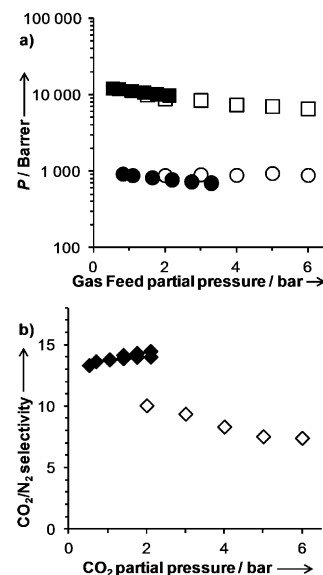 a)
100 000
10 000
1 000
100
P / Barrer
0 2 4 6
Gas Feed partial pressure / bar
b)
15
10
5
0
CO2/N2 selectivity
0 2 4 6
CO2 partial pressure / bar